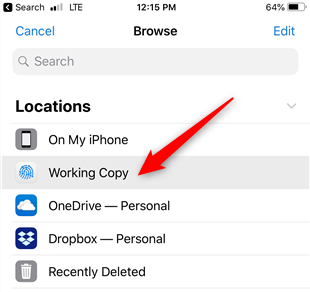 Search LTE 12:15 PM 64%
Cancel Browse Edit
Search
Locations
On My iPhone
Working Copy
OneDrive — Personal
Dropbox — Personal
Recently Deleted